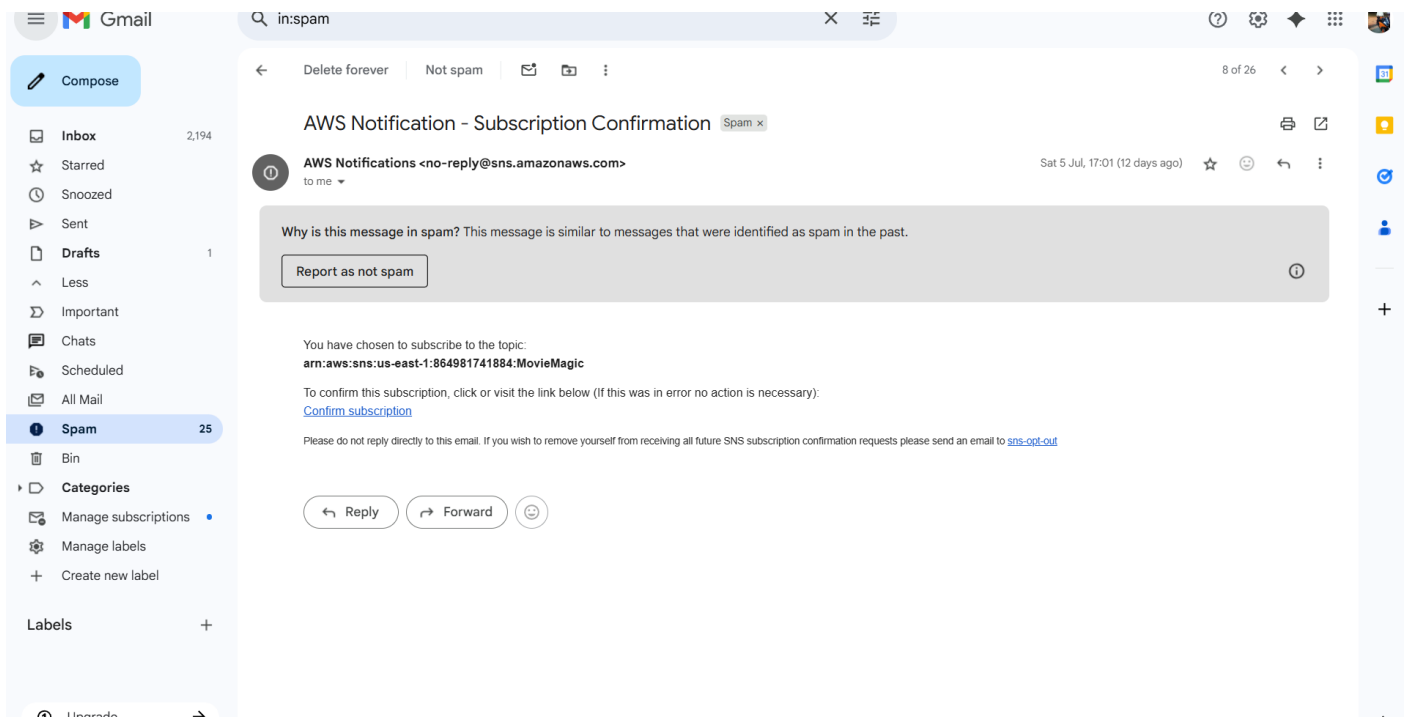 Gmail
in:spam
Compose
Inbox 2,194
Starred
Snoozed
Sent
Drafts 1
Less
Important
Chats
Scheduled
All Mail
Spam 25
Bin
Categories
Manage subscriptions
Manage labels
Create new label
Labels
Upgrade
Delete forever Not spam 8 of 26
AWS Notification - Subscription Confirmation Spam ×
AWS Notifications <no-reply@sns.amazonaws.com> Sat 5 Jul, 17:01 (12 days ago)
to me
Why is this message in spam? This message is similar to messages that were identified as spam in the past.
Report as not spam
You have chosen to subscribe to the topic:
arn:aws:sns:us-east-1:864981741884:MovieMagic
To confirm this subscription, click or visit the link below (If this was in error no action is necessary):
Confirm subscription
Please do not reply directly to this email. If you wish to remove yourself from receiving all future SNS subscription confirmation requests please send an email to sns-opt-out
Reply Forward
31